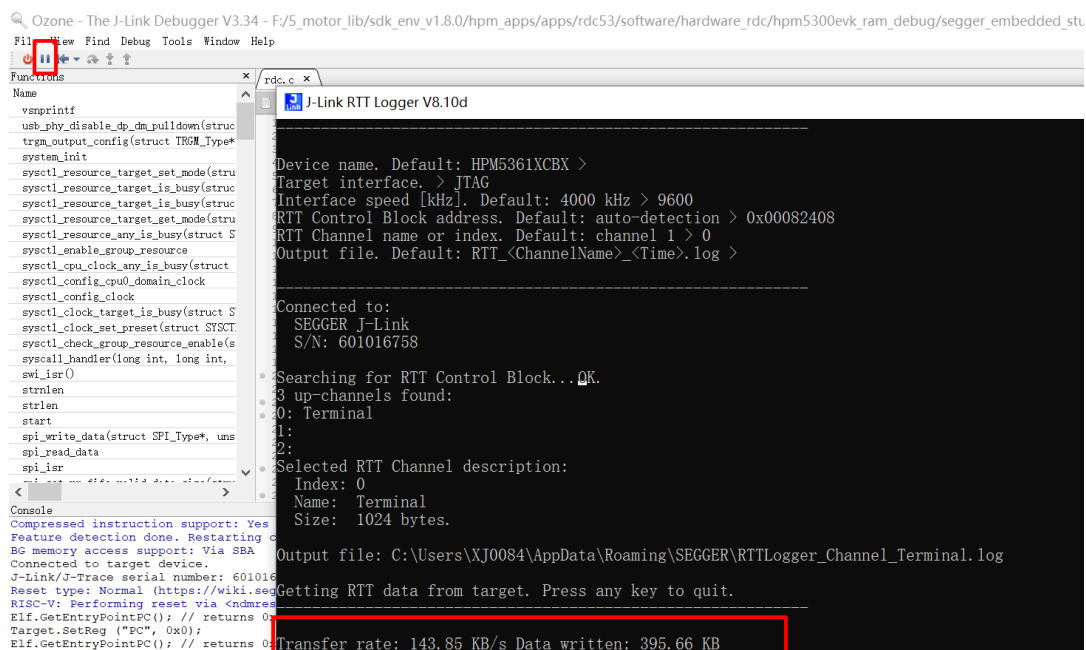 Ozone - The J-Link Debugger V3.34 - F:/5_motor_lib/sdk_env_v1.8.0/hpm_apps/apps/rdc53/software/hardware_rdc/hpm5300evk_ram_debug/segger_embedded_stu
File View Find Debug Tools Window Help
Functions
rdc.c
Name
vsnprintf
usb_phy_disable_dp_dm_pulldown(struc
trgm_output_config(struct TRGM_Type*
system_init
sysctl_resource_target_set_mode(stru
sysctl_resource_target_is_busy(struc
sysctl_resource_target_is_busy(struc
sysctl_resource_target_get_mode(stru
sysctl_resource_any_is_busy(struct S
sysctl_enable_group_resource
sysctl_cpu_clock_any_is_busy(struct
sysctl_config_cpu0_domain_clock
sysctl_config_clock
sysctl_clock_target_is_busy(struct S
sysctl_clock_set_preset(struct SYSCT
sysctl_check_group_resource_enable(s
syscall_handler(long int, long int,
swi_isr()
strnlen
strlen
start
spi_write_data(struct SPI_Type*, uns
spi_read_data
spi_isr
Console
Compressed instruction support: Yes
Feature detection done. Restarting c
BG memory access support: Via SBA
Connected to target device.
J-Link/J-Trace serial number: 601016
Reset type: Normal (https://wiki.seg
RISC-V: Performing reset via <ndmres
Elf.GetEntryPointPC(); // returns 0x
Target.SetReg ("PC", 0x0);
Elf.GetEntryPointPC(); // returns 0x
J-Link RTT Logger V8.10d
Device name. Default: HPM5361XCBX >
Target interface. > JTAG
Interface speed [kHz]. Default: 4000 kHz > 9600
RTT Control Block address. Default: auto-detection > 0x00082408
RTT Channel name or index. Default: channel 1 > 0
Output file. Default: RTT_<ChannelName>_<Time>.log >
Connected to:
SEGGER J-Link
S/N: 601016758
Searching for RTT Control Block...OK.
3 up-channels found:
0: Terminal
1:
2:
Selected RTT Channel description:
Index: 0
Name: Terminal
Size: 1024 bytes.
Output file: C:\Users\XJ0084\AppData\Roaming\SEGGER\RTTLogger_Channel_Terminal.log
Getting RTT data from target. Press any key to quit.
Transfer rate: 143.85 KB/s Data written: 395.66 KB